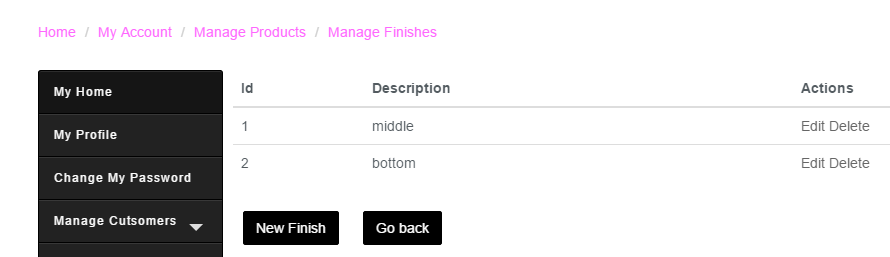 Home / My Account / Manage Products / Manage Finishes
My Home
My Profile
Change My Password
Manage Cutsomers
Id Description Actions
1 middle Edit Delete
2 bottom Edit Delete
New Finish Go back